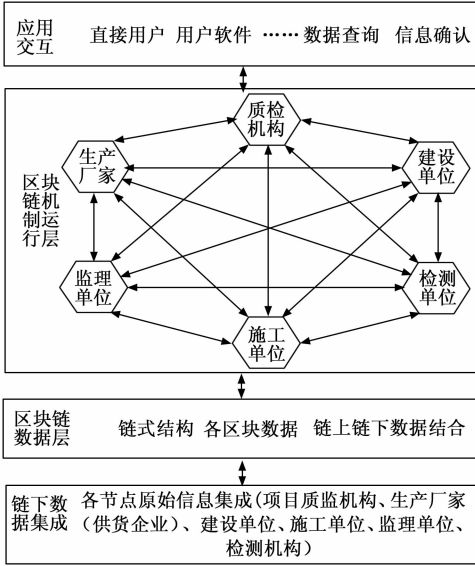 应用
交互
直接用户 用户软件 ……数据查询 信息确认
质检
机构
生产
厂家
建设
单位
区块
链机
制运
行层
监理
单位
检测
单位
施工
单位
区块链
数据层
链式结构 各区块数据 链上链下数据结合
链下数
据集成
各节点原始信息集成(项目质监机构、生产厂家
(供货企业)、建设单位、施工单位、监理单位、
检测机构)